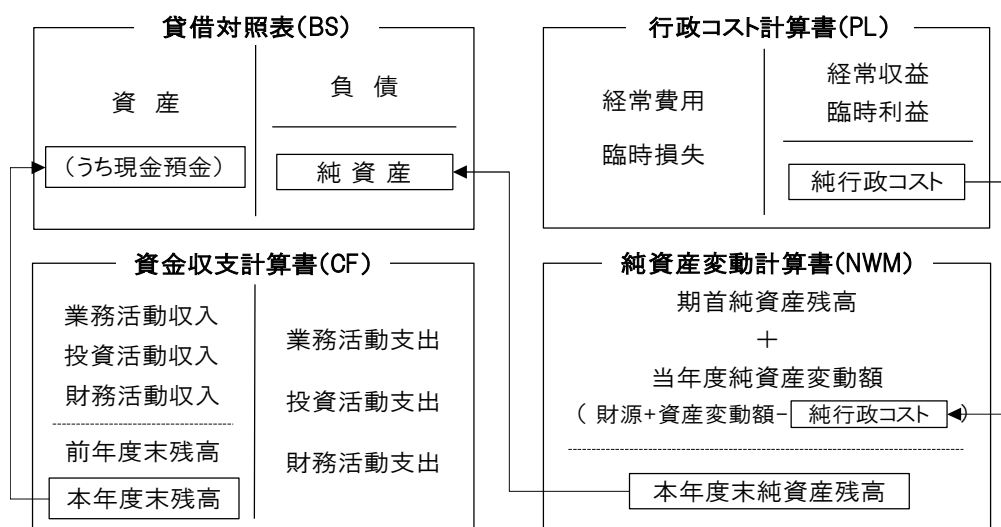 貸借対照表(BS)
資 産
(うち現金預金)
負 債
純 資 産
行政コスト計算書(PL)
経常費用
臨時損失
経常収益
臨時利益
純行政コスト
資金収支計算書(CF)
業務活動収入
投資活動収入
財務活動収入
前年度末残高
本年度末残高
業務活動支出
投資活動支出
財務活動支出
純資産変動計算書(NWM)
期首純資産残高
+
当年度純資産変動額
( 財源+資産変動額-純行政コスト )
本年度末純資産残高